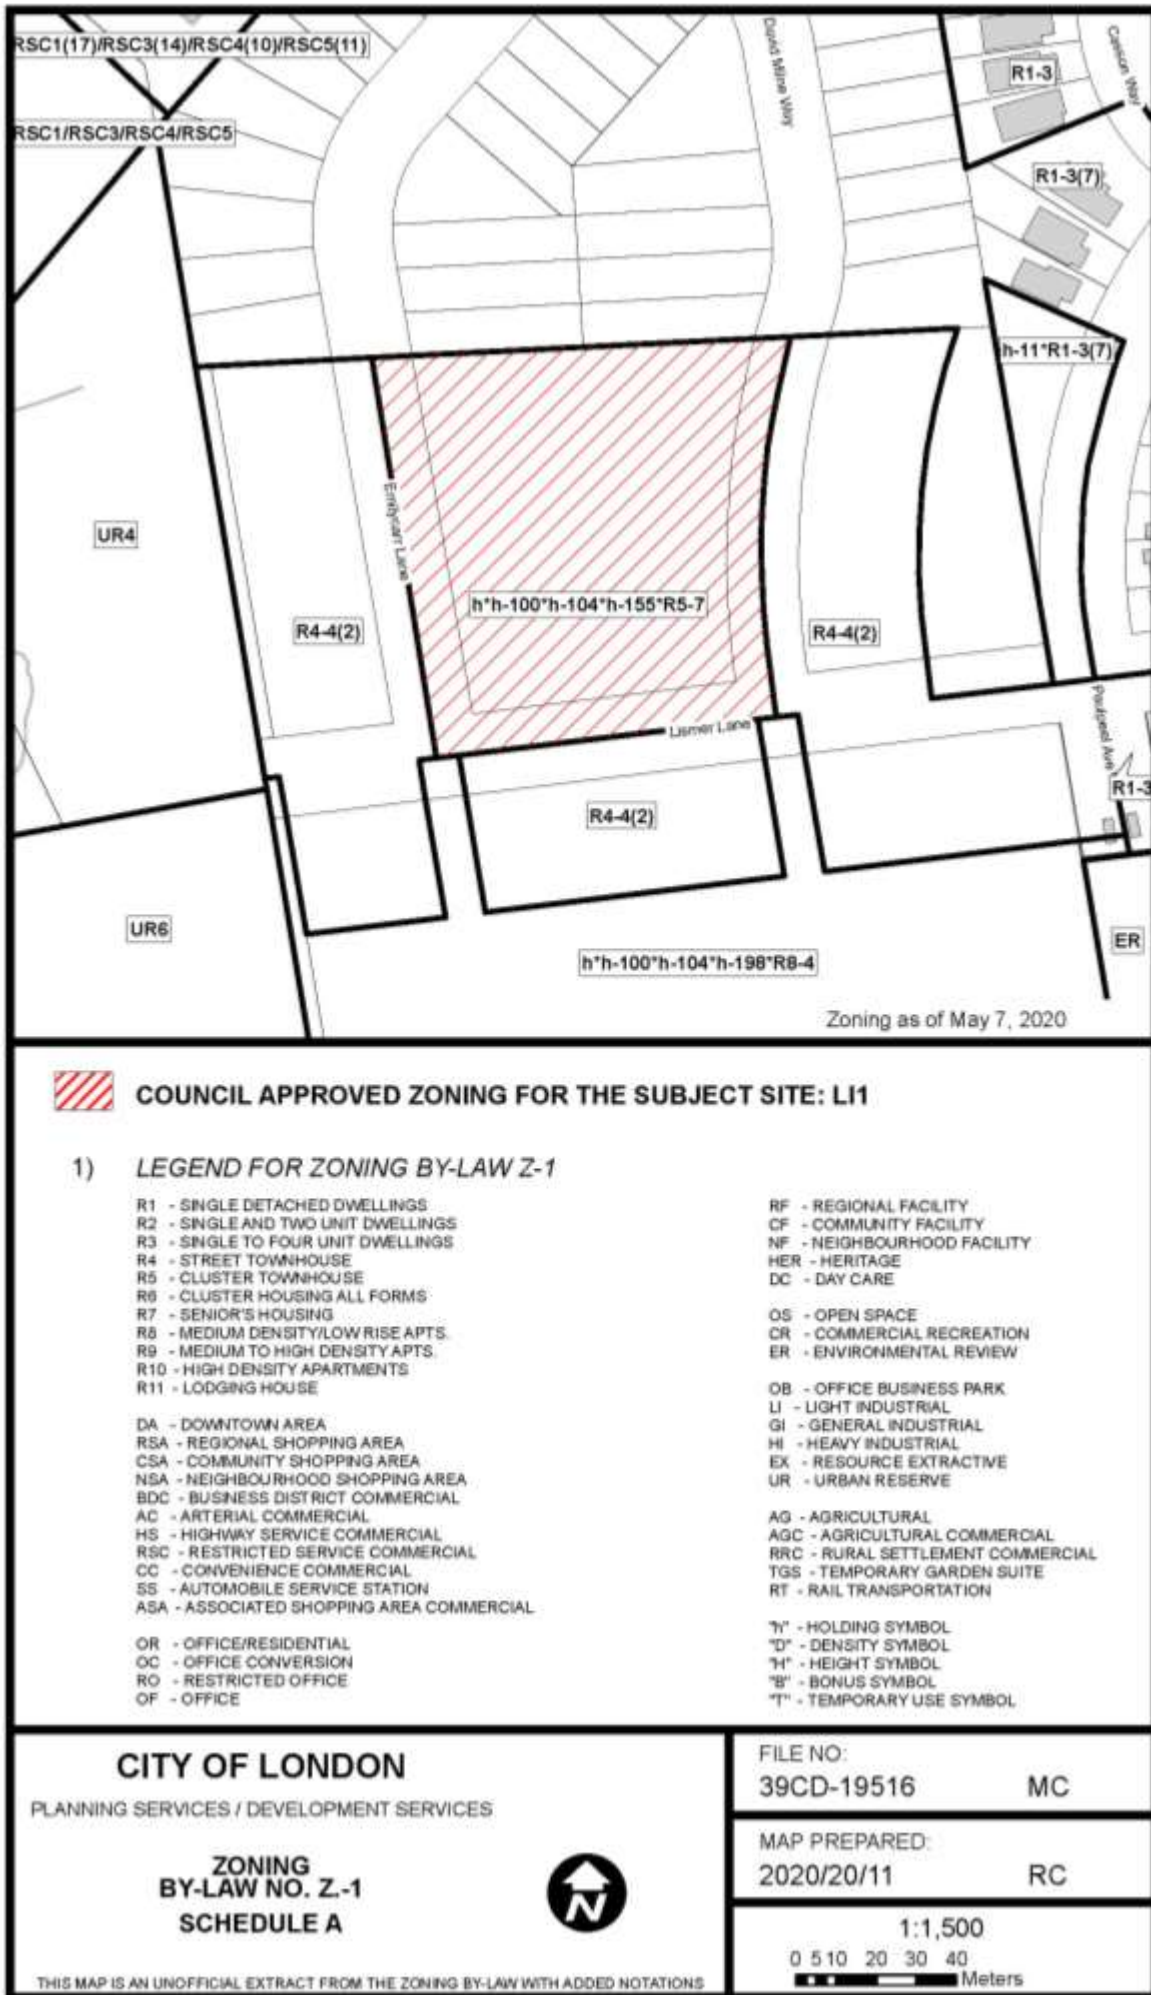 RSC1(17)/RSC3(14)/RSC4(10)/RSC5(11)
RSC1/RSC3/RSC4/RSC5
David Milne Way
Casson Way
R1-3
R1-3(7)
h-11*R1-3(7)
UR4
Emilycarr Lane
h*h-100*h-104*h-155*R5-7
R4-4(2)
R4-4(2)
Lismer Lane
Paulpeel Ave
R1-3
R4-4(2)
UR6
ER
h*h-100*h-104*h-198*R8-4
Zoning as of May 7, 2020
COUNCIL APPROVED ZONING FOR THE SUBJECT SITE: LI1
1) LEGEND FOR ZONING BY-LAW Z-1
R1 - SINGLE DETACHED DWELLINGS
R2 - SINGLE AND TWO UNIT DWELLINGS
R3 - SINGLE TO FOUR UNIT DWELLINGS
R4 - STREET TOWNHOUSE
R5 - CLUSTER TOWNHOUSE
R6 - CLUSTER HOUSING ALL FORMS
R7 - SENIOR'S HOUSING
R8 - MEDIUM DENSITY/LOW RISE APTS.
R9 - MEDIUM TO HIGH DENSITY APTS.
R10 - HIGH DENSITY APARTMENTS
R11 - LODGING HOUSE
DA - DOWNTOWN AREA
RSA - REGIONAL SHOPPING AREA
CSA - COMMUNITY SHOPPING AREA
NSA - NEIGHBOURHOOD SHOPPING AREA
BDC - BUSINESS DISTRICT COMMERCIAL
AC - ARTERIAL COMMERCIAL
HS - HIGHWAY SERVICE COMMERCIAL
RSC - RESTRICTED SERVICE COMMERCIAL
CC - CONVENIENCE COMMERCIAL
SS - AUTOMOBILE SERVICE STATION
ASA - ASSOCIATED SHOPPING AREA COMMERCIAL
OR - OFFICE/RESIDENTIAL
OC - OFFICE CONVERSION
RO - RESTRICTED OFFICE
OF - OFFICE
RF - REGIONAL FACILITY
CF - COMMUNITY FACILITY
NF - NEIGHBOURHOOD FACILITY
HER - HERITAGE
DC - DAY CARE
OS - OPEN SPACE
CR - COMMERCIAL RECREATION
ER - ENVIRONMENTAL REVIEW
OB - OFFICE BUSINESS PARK
LI - LIGHT INDUSTRIAL
GI - GENERAL INDUSTRIAL
HI - HEAVY INDUSTRIAL
EX - RESOURCE EXTRACTIVE
UR - URBAN RESERVE
AG - AGRICULTURAL
AGC - AGRICULTURAL COMMERCIAL
RRC - RURAL SETTLEMENT COMMERCIAL
TGS - TEMPORARY GARDEN SUITE
RT - RAIL TRANSPORTATION
"h" - HOLDING SYMBOL
"D" - DENSITY SYMBOL
"H" - HEIGHT SYMBOL
"B" - BONUS SYMBOL
"T" - TEMPORARY USE SYMBOL
CITY OF LONDON
PLANNING SERVICES / DEVELOPMENT SERVICES
ZONING
BY-LAW NO. Z.-1
SCHEDULE A
N
THIS MAP IS AN UNOFFICIAL EXTRACT FROM THE ZONING BY-LAW WITH ADDED NOTATIONS
FILE NO:
39CD-19516 MC
MAP PREPARED:
2020/20/11 RC
1:1,500
0 5 10 20 30 40
Meters